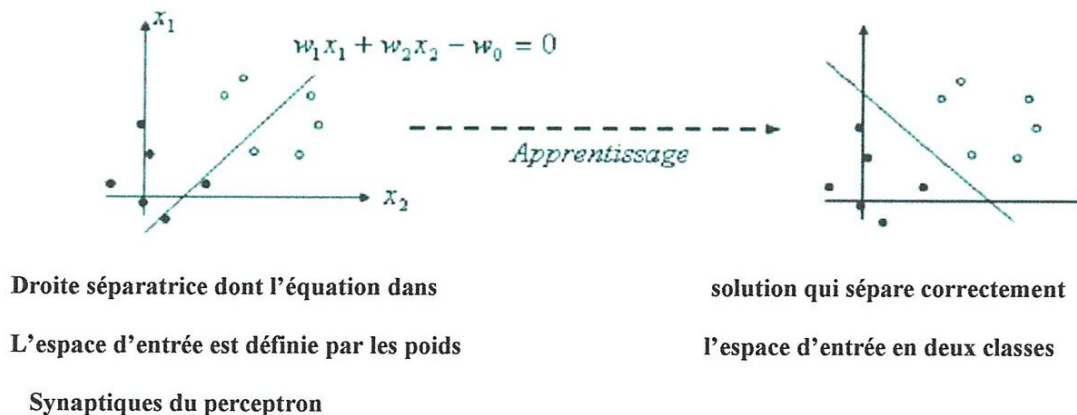 x₁
w₁x₁ + w₂x₂ − w₀ = 0
Apprentissage
x₂
Droite séparatrice dont l'équation dans
L'espace d'entrée est définie par les poids
Synaptiques du perceptron
solution qui sépare correctement
l'espace d'entrée en deux classes